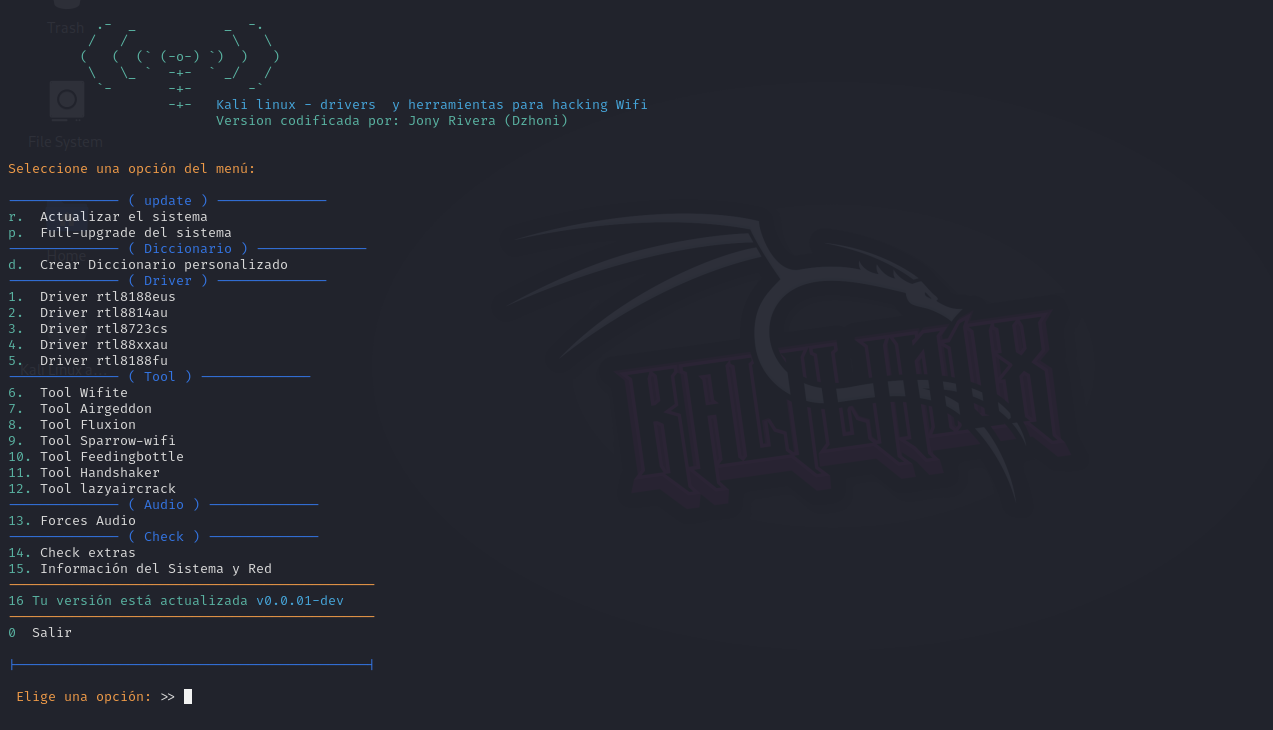 Trash
.-  _           _  -.
/   /             \   \
(   (  (` (-o-) `)  )   )
\   \_ `  -+-  ` _/   /
`-       -+-       -`
-+-   Kali linux - drivers  y herramientas para hacking Wifi
Version codificada por: Jony Rivera (Dzhoni)
File System
Seleccione una opción del menú:
────────────── ( update ) ──────────────
r.  Actualizar el sistema
p.  Full-upgrade del sistema
────────────── ( Diccionario ) ──────────────
Home
d.  Crear Diccionario personalizado
────────────── ( Driver ) ──────────────
1.  Driver rtl8188eus
2.  Driver rtl8814au
3.  Driver rtl8723cs
4.  Driver rtl88xxau
5.  Driver rtl8188fu
Kali Linux a...
────────────── ( Tool ) ──────────────
6.  Tool Wifite
7.  Tool Airgeddon
8.  Tool Fluxion
9.  Tool Sparrow-wifi
10. Tool Feedingbottle
11. Tool Handshaker
12. Tool lazyaircrack
────────────── ( Audio ) ──────────────
13. Forces Audio
────────────── ( Check ) ──────────────
14. Check extras
15. Información del Sistema y Red
16 Tu versión está actualizada v0.0.01-dev
0  Salir
Elige una opción: >>
KALI LINUX